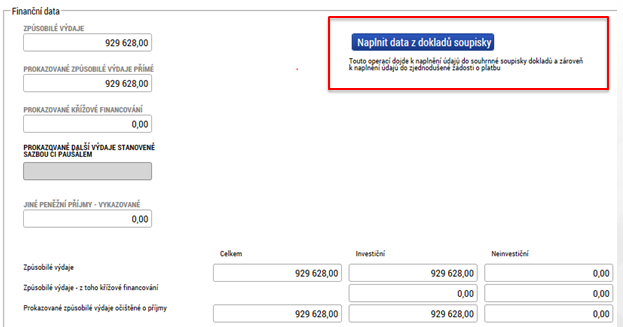 Finanční data
ZPŮSOBILÉ VÝDAJE
929 628,00
Naplnit data z dokladů soupisky
Touto operací dojde k naplnění údajů do souhrnné soupisky dokladů a zároveň
k naplnění údajů do zjednodušené žádosti o platbu
PROKAZOVANÉ ZPŮSOBILÉ VÝDAJE PŘÍMÉ
929 628,00
PROKAZOVANÉ KŘÍŽOVÉ FINANCOVÁNÍ
0,00
PROKAZOVANÉ DALŠÍ VÝDAJE STANOVENÉ
SAZBOU ČI PAUŠÁLEM
JINÉ PENĚŽNÍ PŘÍJMY - VYKAZOVANÉ
0,00
Celkem Investiční Neinvestiční
Způsobilé výdaje 929 628,00 929 628,00 0,00
Způsobilé výdaje - z toho křížové financování 0,00 0,00
Prokazované způsobilé výdaje očištěné o příjmy 929 628,00 929 628,00 0,00